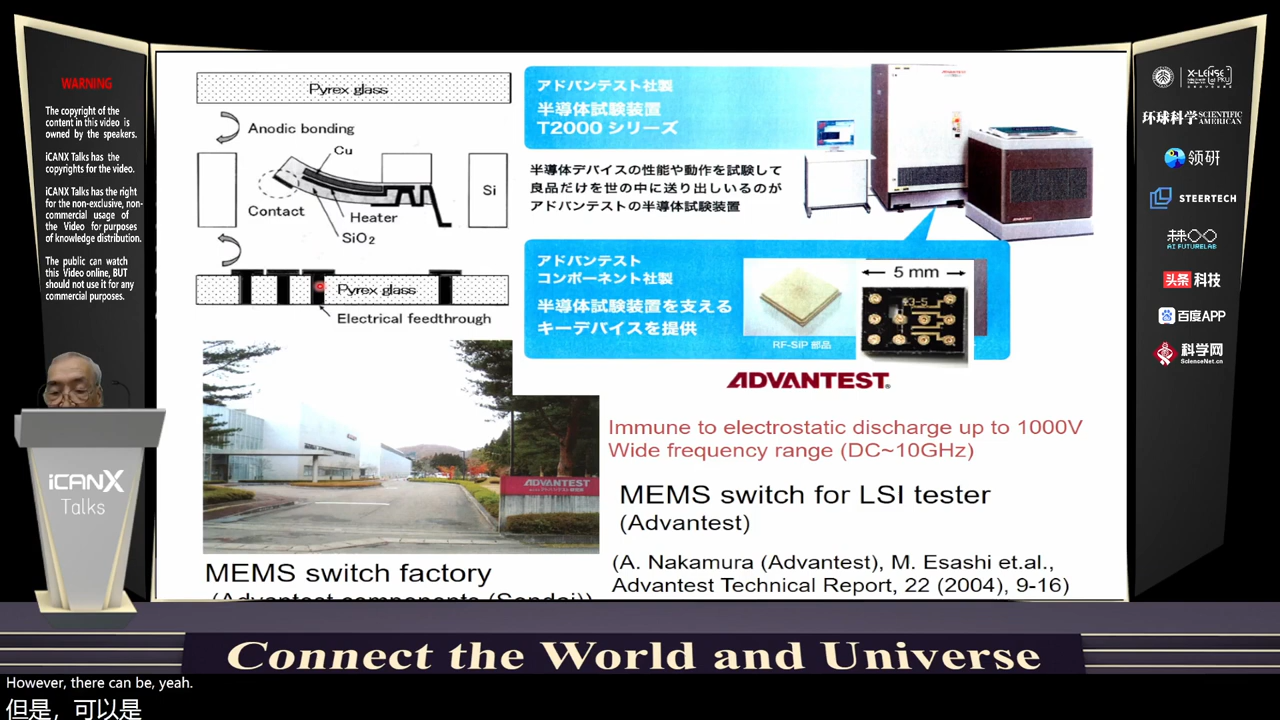 WARNING
The copyright of the
content in this video is
owned by the speakers.
iCANX Talks has the
copyrights for the video.
iCANX Talks has the right
for the non-exclusive, non-
commercial usage of
the Video for purposes
of knowledge distribution.
The public can watch
this Video online, BUT
should not use it for any
commercial purposes.
iCANX
Talks
Pyrex glass
Anodic bonding
Cu
Contact
Heater
SiO2
Si
Pyrex glass
Electrical feedthrough
アドバンテスト社製
半導体試験装置
T2000 シリーズ
半導体デバイスの性能や動作を試験して
良品だけを世の中に送り出しいるのが
アドバンテストの半導体試験装置
アドバンテスト
コンポーネント社製
半導体試験装置を支える
キーデバイスを提供
RF-SiP 部品
5 mm
ADVANTEST
ADVANTEST
Immune to electrostatic discharge up to 1000V
Wide frequency range (DC~10GHz)
MEMS switch for LSI tester
(Advantest)
(A. Nakamura (Advantest), M. Esashi et.al.,
Advantest Technical Report, 22 (2004), 9-16)
MEMS switch factory
(Advantest components (Sendai))
环球科学 SCIENTIFIC AMERICAN
领研
STEERTECH
AI FUTURELAB
头条科技
百度APP
科学网
ScienceNet.cn
Connect the World and Universe
However, there can be, yeah.
但是，可以是